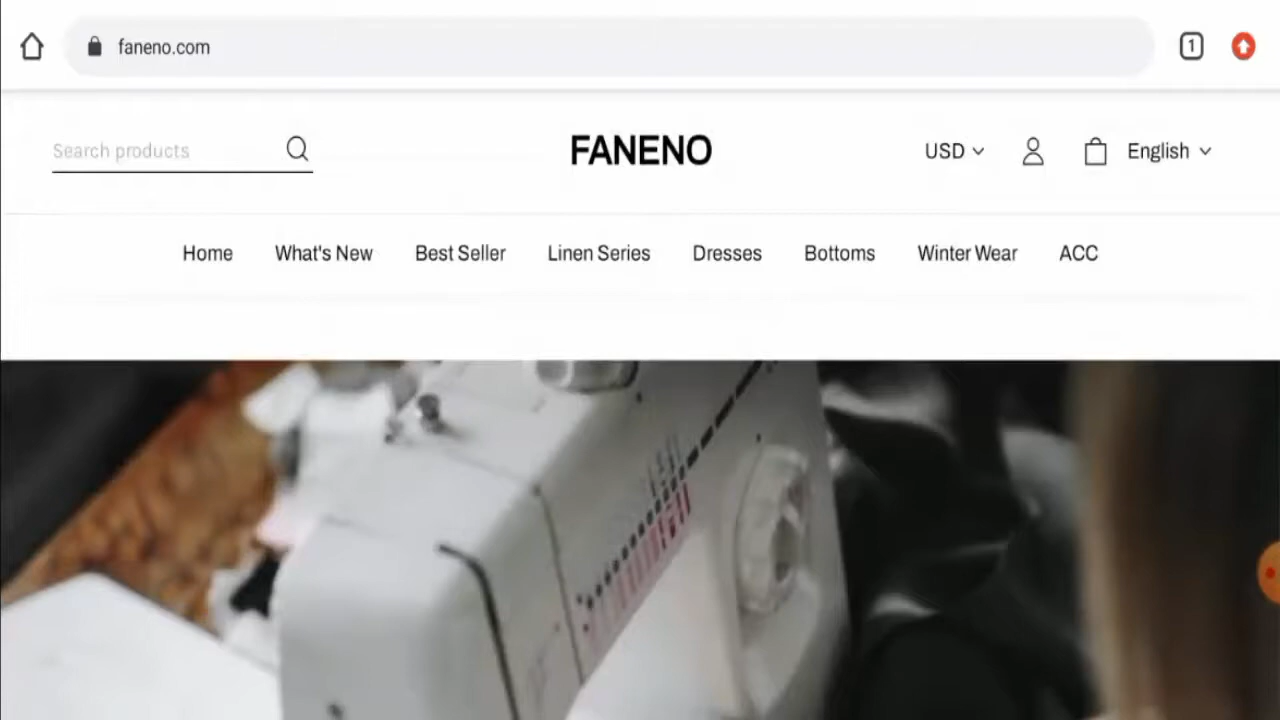 1
faneno.com
Search products
FANENO
USD
English
Home What's New Best Seller Linen Series Dresses Bottoms Winter Wear ACC